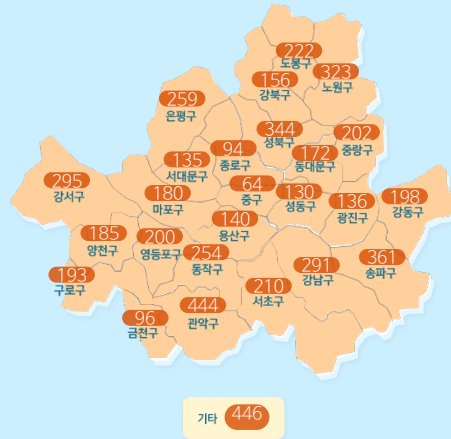 222
도봉구
323
노원구
156
강북구
259
은평구
344
성북구
202
중랑구
94
종로구
172
동대문구
135
서대문구
295
강서구
180
마포구
64
중구
130
성동구
136
광진구
198
강동구
140
용산구
185
양천구
200
영등포구
254
동작구
361
송파구
291
강남구
193
구로구
210
서초구
444
관악구
96
금천구
기타 446